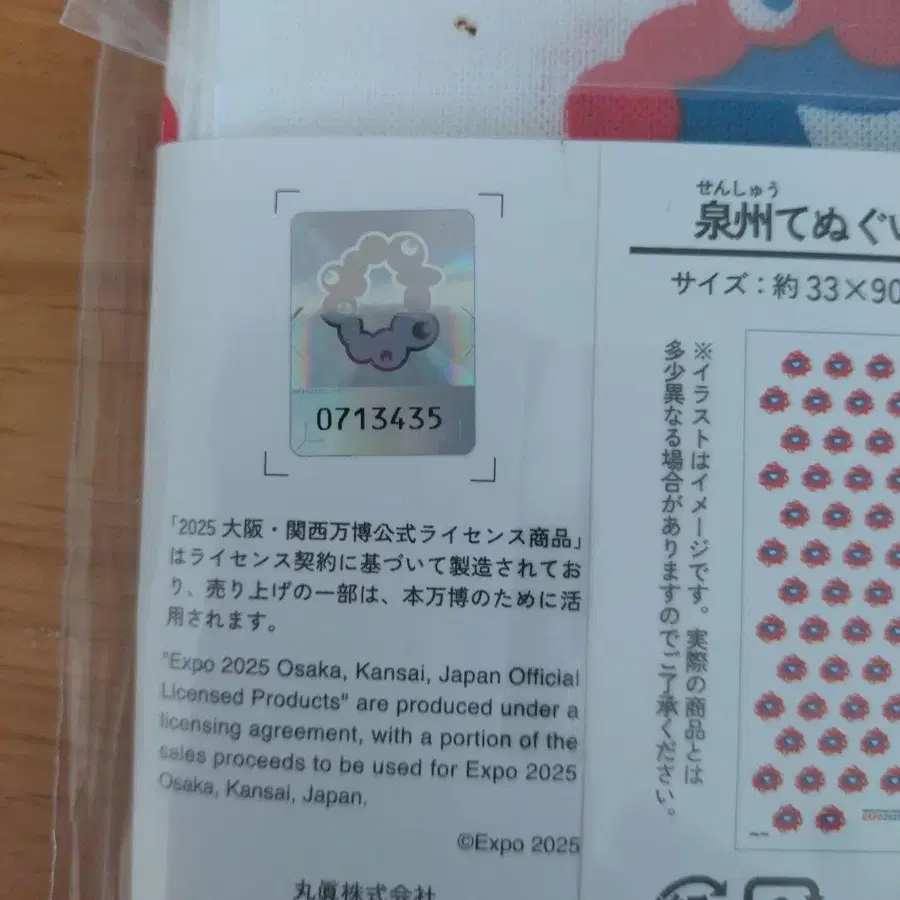 0713435
「2025 大阪・関西万博公式ライセンス商品」
はライセンス契約に基づいて製造されてお
り、売り上げの一部は、本万博のために活
用されます。
"Expo 2025 Osaka, Kansai, Japan Official
Licensed Products" are produced under a
licensing agreement, with a portion of the
sales proceeds to be used for Expo 2025
Osaka, Kansai, Japan.
©Expo 2025
丸眞株式会社
せんしゅう
泉州てぬぐい
サイズ：約33×90
※イラストはイメージです。実際の商品とは
多少異なる場合がありますのでご了承ください。
EXPO2025